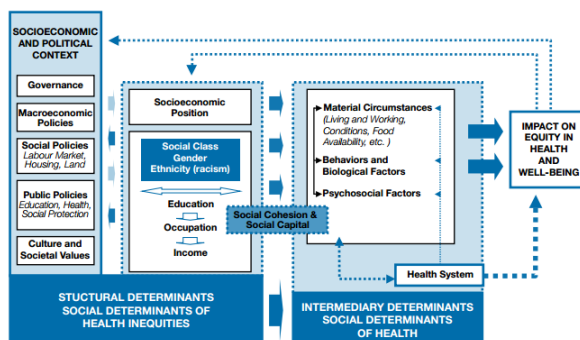 SOCIOECONOMIC
AND POLITICAL
CONTEXT
Governance
Macroeconomic
Policies
Social Policies
Labour Market,
Housing, Land
Public Policies
Education, Health,
Social Protection
Culture and
Societal Values
Socioeconomic
Position
Social Class
Gender
Ethnicity (racism)
Education
Occupation
Income
Social Cohesion &
Social Capital
Material Circumstances
(Living and Working,
Conditions, Food
Availability, etc. )
Behaviors and
Biological Factors
Psychosocial Factors
Health System
IMPACT ON
EQUITY IN
HEALTH
AND
WELL-BEING
STUCTURAL DETERMINANTS
SOCIAL DETERMINANTS OF
HEALTH INEQUITIES
INTERMEDIARY DETERMINANTS
SOCIAL DETERMINANTS
OF HEALTH